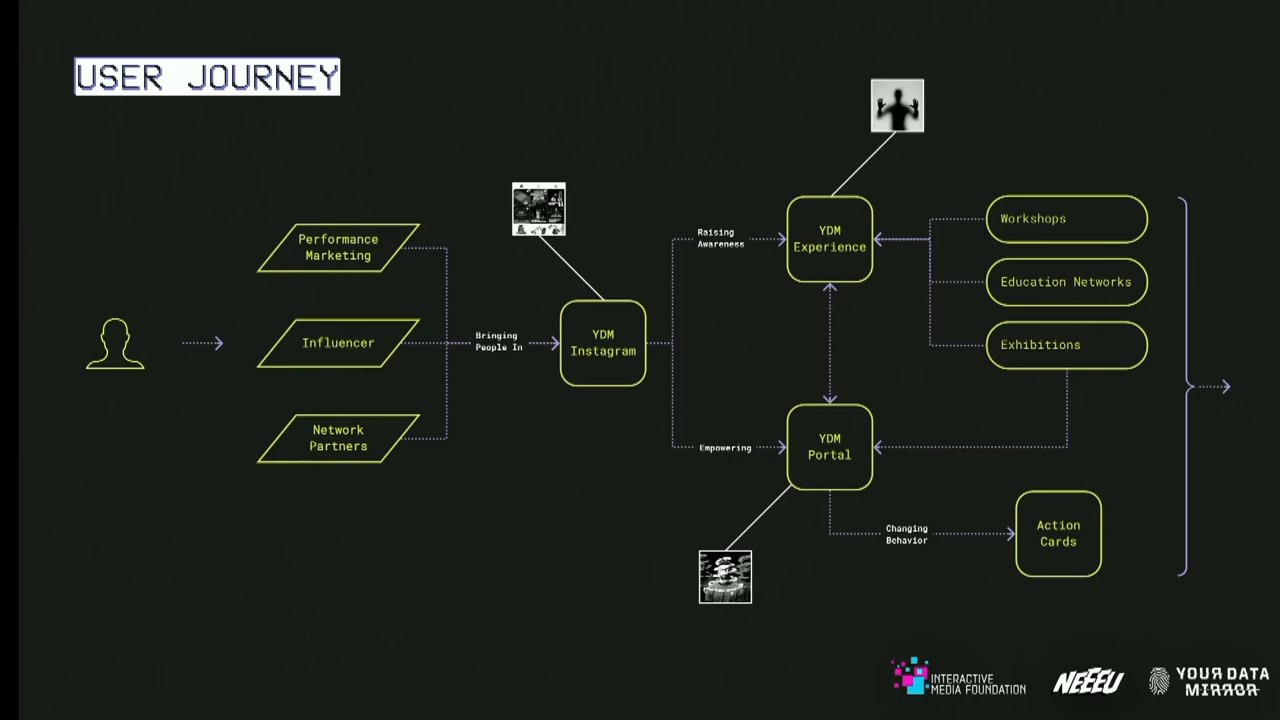 USER JOURNEY
Performance
Marketing
Influencer
Network
Partners
Bringing
People In
YDM
Instagram
Raising
Awareness
Empowering
YDM
Experience
YDM
Portal
Workshops
Education Networks
Exhibitions
Changing
Behavior
Action
Cards
INTERACTIVE
MEDIA FOUNDATION
NEEEU
YOUR DATA
MIRROR